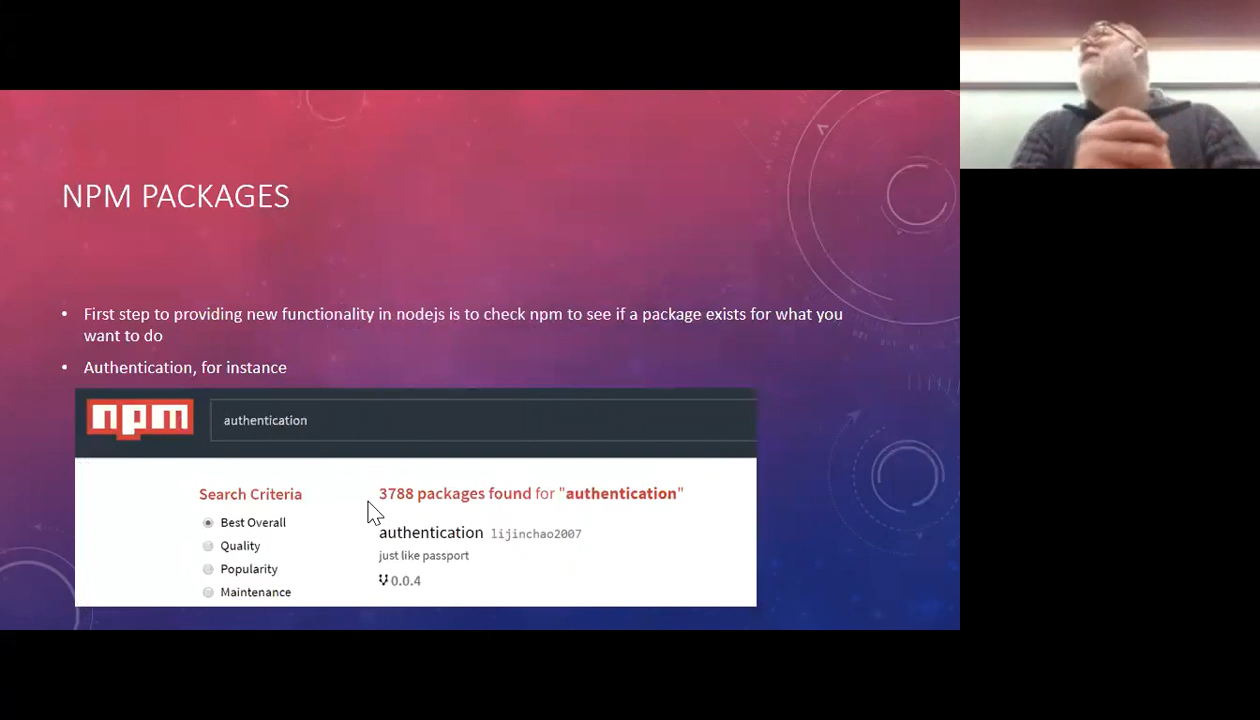 NPM PACKAGES
• First step to providing new functionality in nodejs is to check npm to see if a package exists for what you
want to do
• Authentication, for instance
npm
authentication
Search Criteria
Best Overall
Quality
Popularity
Maintenance
3788 packages found for "authentication"
authentication lijinchao2007
just like passport
0.0.4